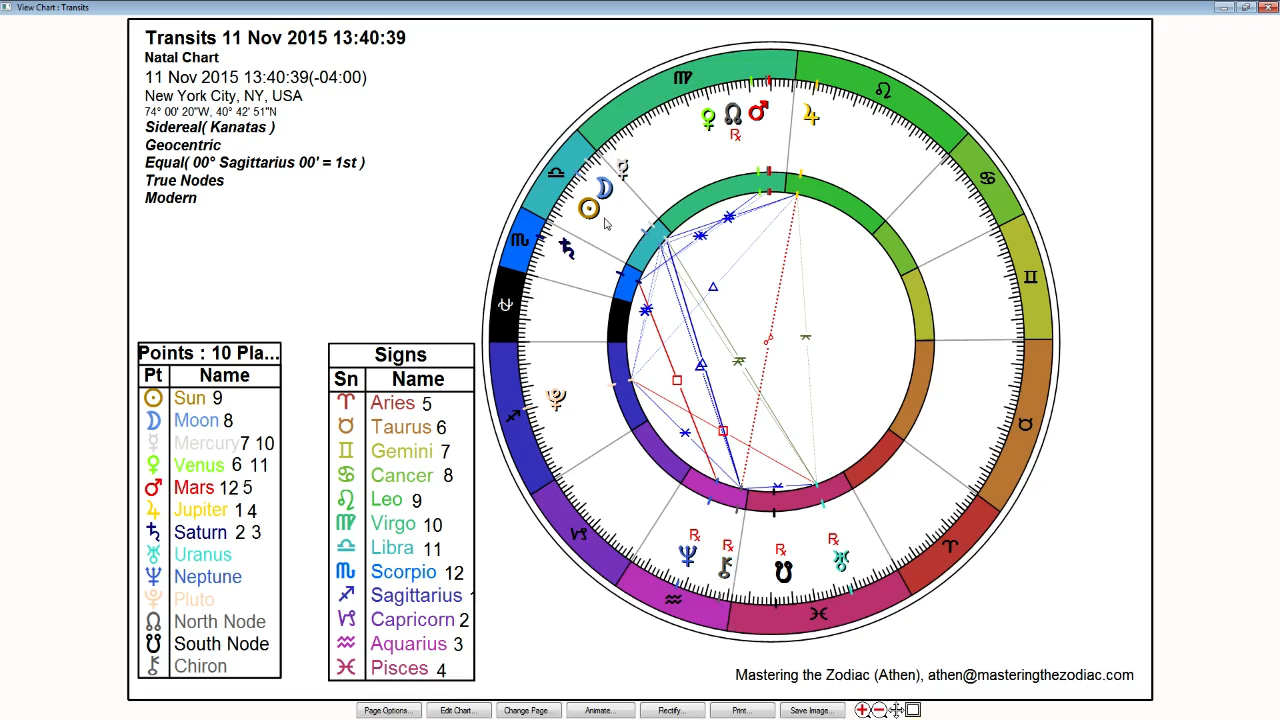 View Chart : Transits
Transits 11 Nov 2015 13:40:39
Natal Chart
11 Nov 2015 13:40:39(-04:00)
New York City, NY, USA
74° 00' 20"W, 40° 42' 51"N
Sidereal( Kanatas )
Geocentric
Equal( 00° Sagittarius 00' = 1st )
True Nodes
Modern
Points : 10 Pla...
Pt Name
☉ Sun 9
☽ Moon 8
☿ Mercury 7 10
♀ Venus 6 11
♂ Mars 12 5
♃ Jupiter 1 4
♄ Saturn 2 3
♅ Uranus
♆ Neptune
Pluto
☊ North Node
☋ South Node
⚷ Chiron
Signs
Sn Name
♈ Aries 5
♉ Taurus 6
♊ Gemini 7
♋ Cancer 8
♌ Leo 9
♍ Virgo 10
♎ Libra 11
♏ Scorpio 12
♐ Sagittarius
♑ Capricorn 2
♒ Aquarius 3
♓ Pisces 4
Mastering the Zodiac (Athen), athen@masteringthezodiac.com
Page Options... Edit Chart... Change Page... Animate... Rectify... Print... Save Image...